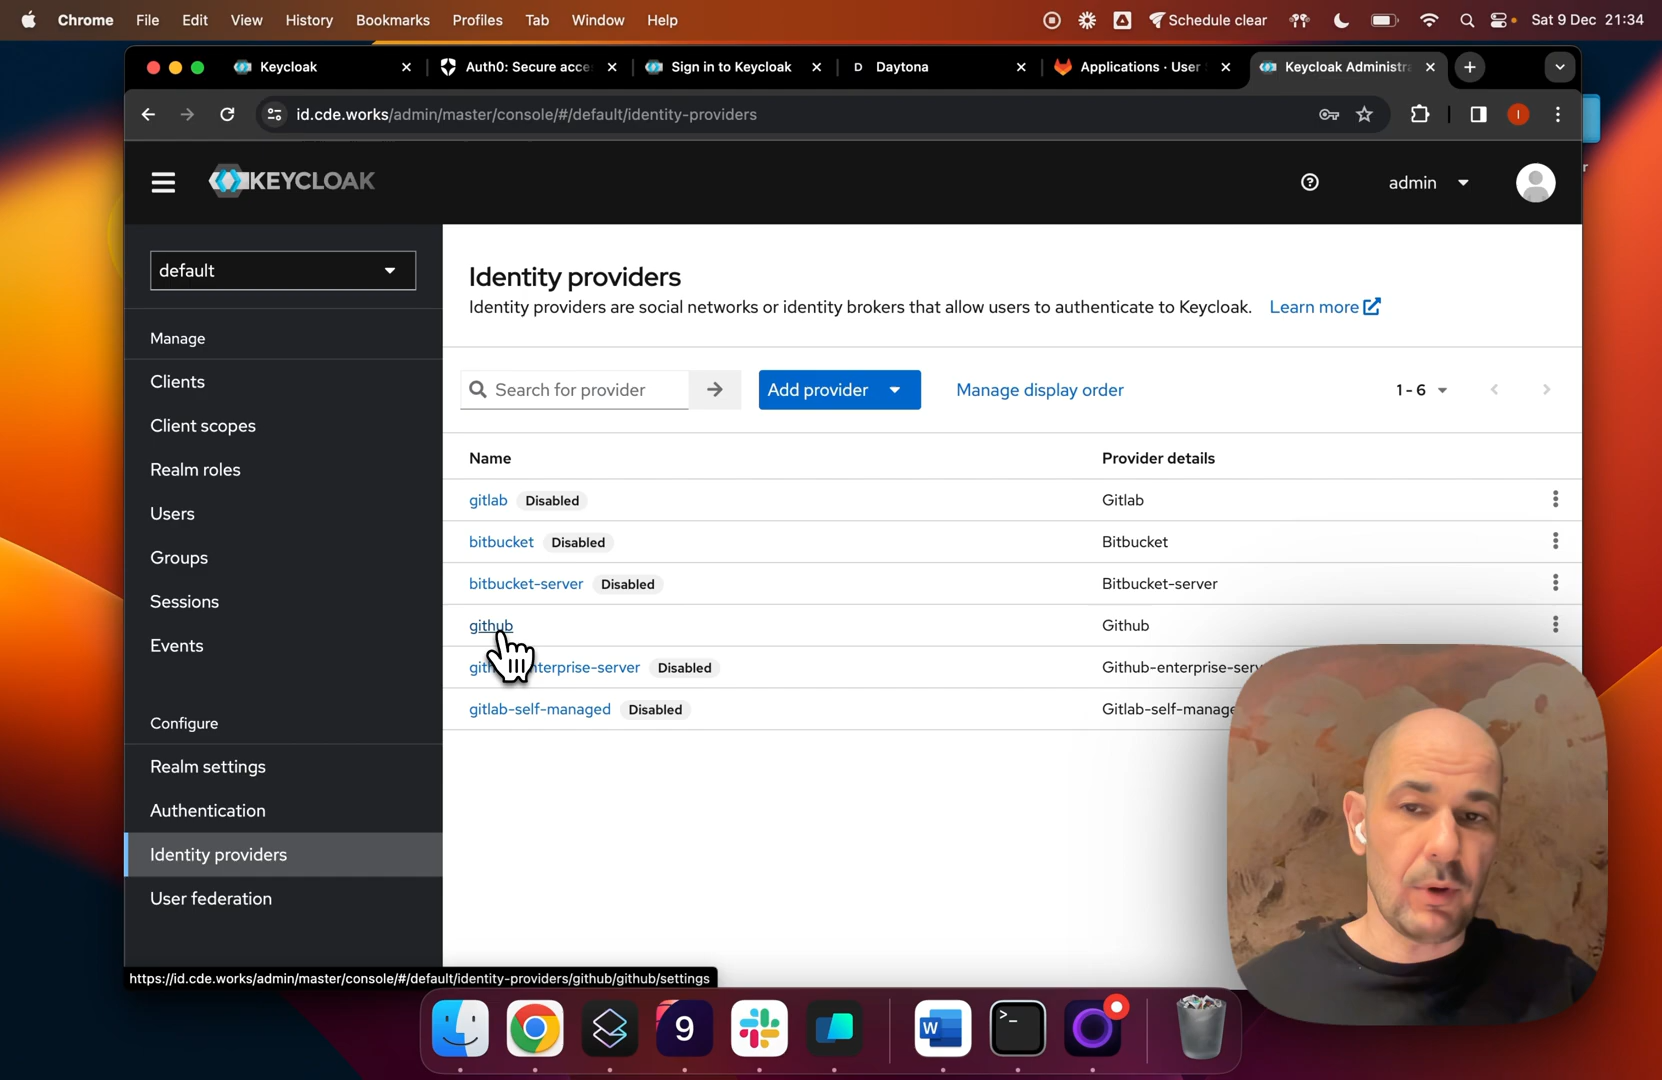 Chrome File Edit View History Bookmarks Profiles Tab Window Help Schedule clear Sat 9 Dec 21:34
Keycloak Auth0: Secure acce Sign in to Keycloak D Daytona Applications · User Keycloak Administra
id.cde.works/admin/master/console/#/default/identity-providers I
KEYCLOAK admin
default
Manage
Clients
Client scopes
Realm roles
Users
Groups
Sessions
Events
Configure
Realm settings
Authentication
Identity providers
User federation
Identity providers
Identity providers are social networks or identity brokers that allow users to authenticate to Keycloak. Learn more
Search for provider Add provider Manage display order 1 - 6
Name Provider details
gitlab Disabled Gitlab
bitbucket Disabled Bitbucket
bitbucket-server Disabled Bitbucket-server
github Github
nterprise-server Disabled Github-enterprise-serv
gitlab-self-managed Disabled Gitlab-self-manage
https://id.cde.works/admin/master/console/#/default/identity-providers/github/github/settings
9 W >_